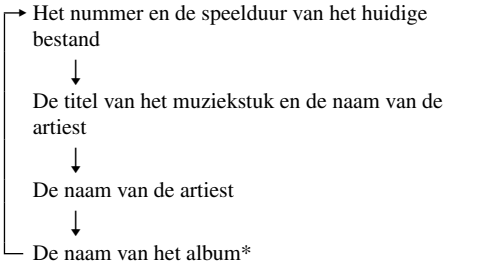 Het nummer en de speelduur van het huidige
bestand
De titel van het muziekstuk en de naam van de
artiest
De naam van de artiest
De naam van het album*